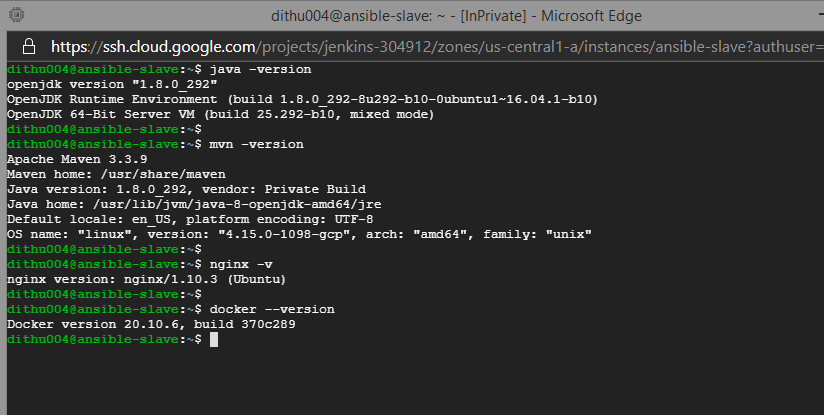 dithu004@ansible-slave: ~ - [InPrivate] - Microsoft Edge
https://ssh.cloud.google.com/projects/jenkins-304912/zones/us-central1-a/instances/ansible-slave?authuser=
dithu004@ansible-slave:~$ java -version
openjdk version "1.8.0_292"
OpenJDK Runtime Environment (build 1.8.0_292-8u292-b10-0ubuntu1~16.04.1-b10)
OpenJDK 64-Bit Server VM (build 25.292-b10, mixed mode)
dithu004@ansible-slave:~$
dithu004@ansible-slave:~$ mvn -version
Apache Maven 3.3.9
Maven home: /usr/share/maven
Java version: 1.8.0_292, vendor: Private Build
Java home: /usr/lib/jvm/java-8-openjdk-amd64/jre
Default locale: en_US, platform encoding: UTF-8
OS name: "linux", version: "4.15.0-1098-gcp", arch: "amd64", family: "unix"
dithu004@ansible-slave:~$
dithu004@ansible-slave:~$ nginx -v
nginx version: nginx/1.10.3 (Ubuntu)
dithu004@ansible-slave:~$
dithu004@ansible-slave:~$ docker --version
Docker version 20.10.6, build 370c289
dithu004@ansible-slave:~$